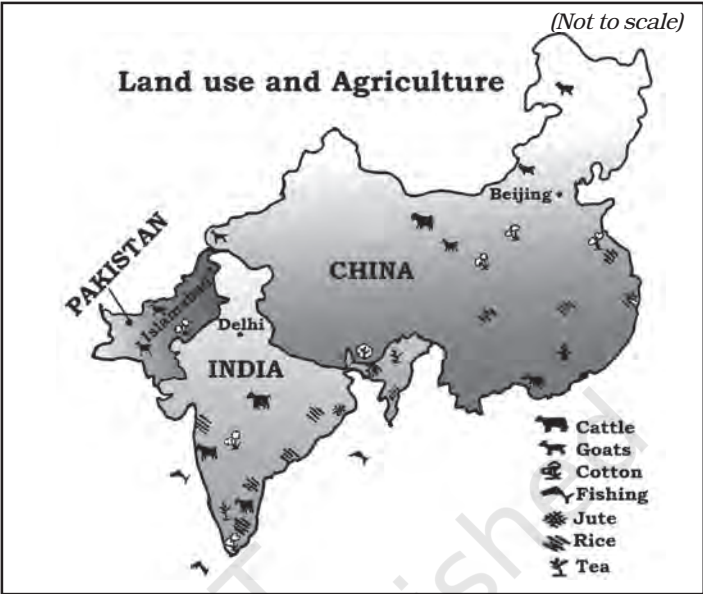 (Not to scale)
Land use and Agriculture
Beijing
PAKISTAN
CHINA
Islamabad
Delhi
INDIA
Cattle
Goats
Cotton
Fishing
Jute
Rice
Tea